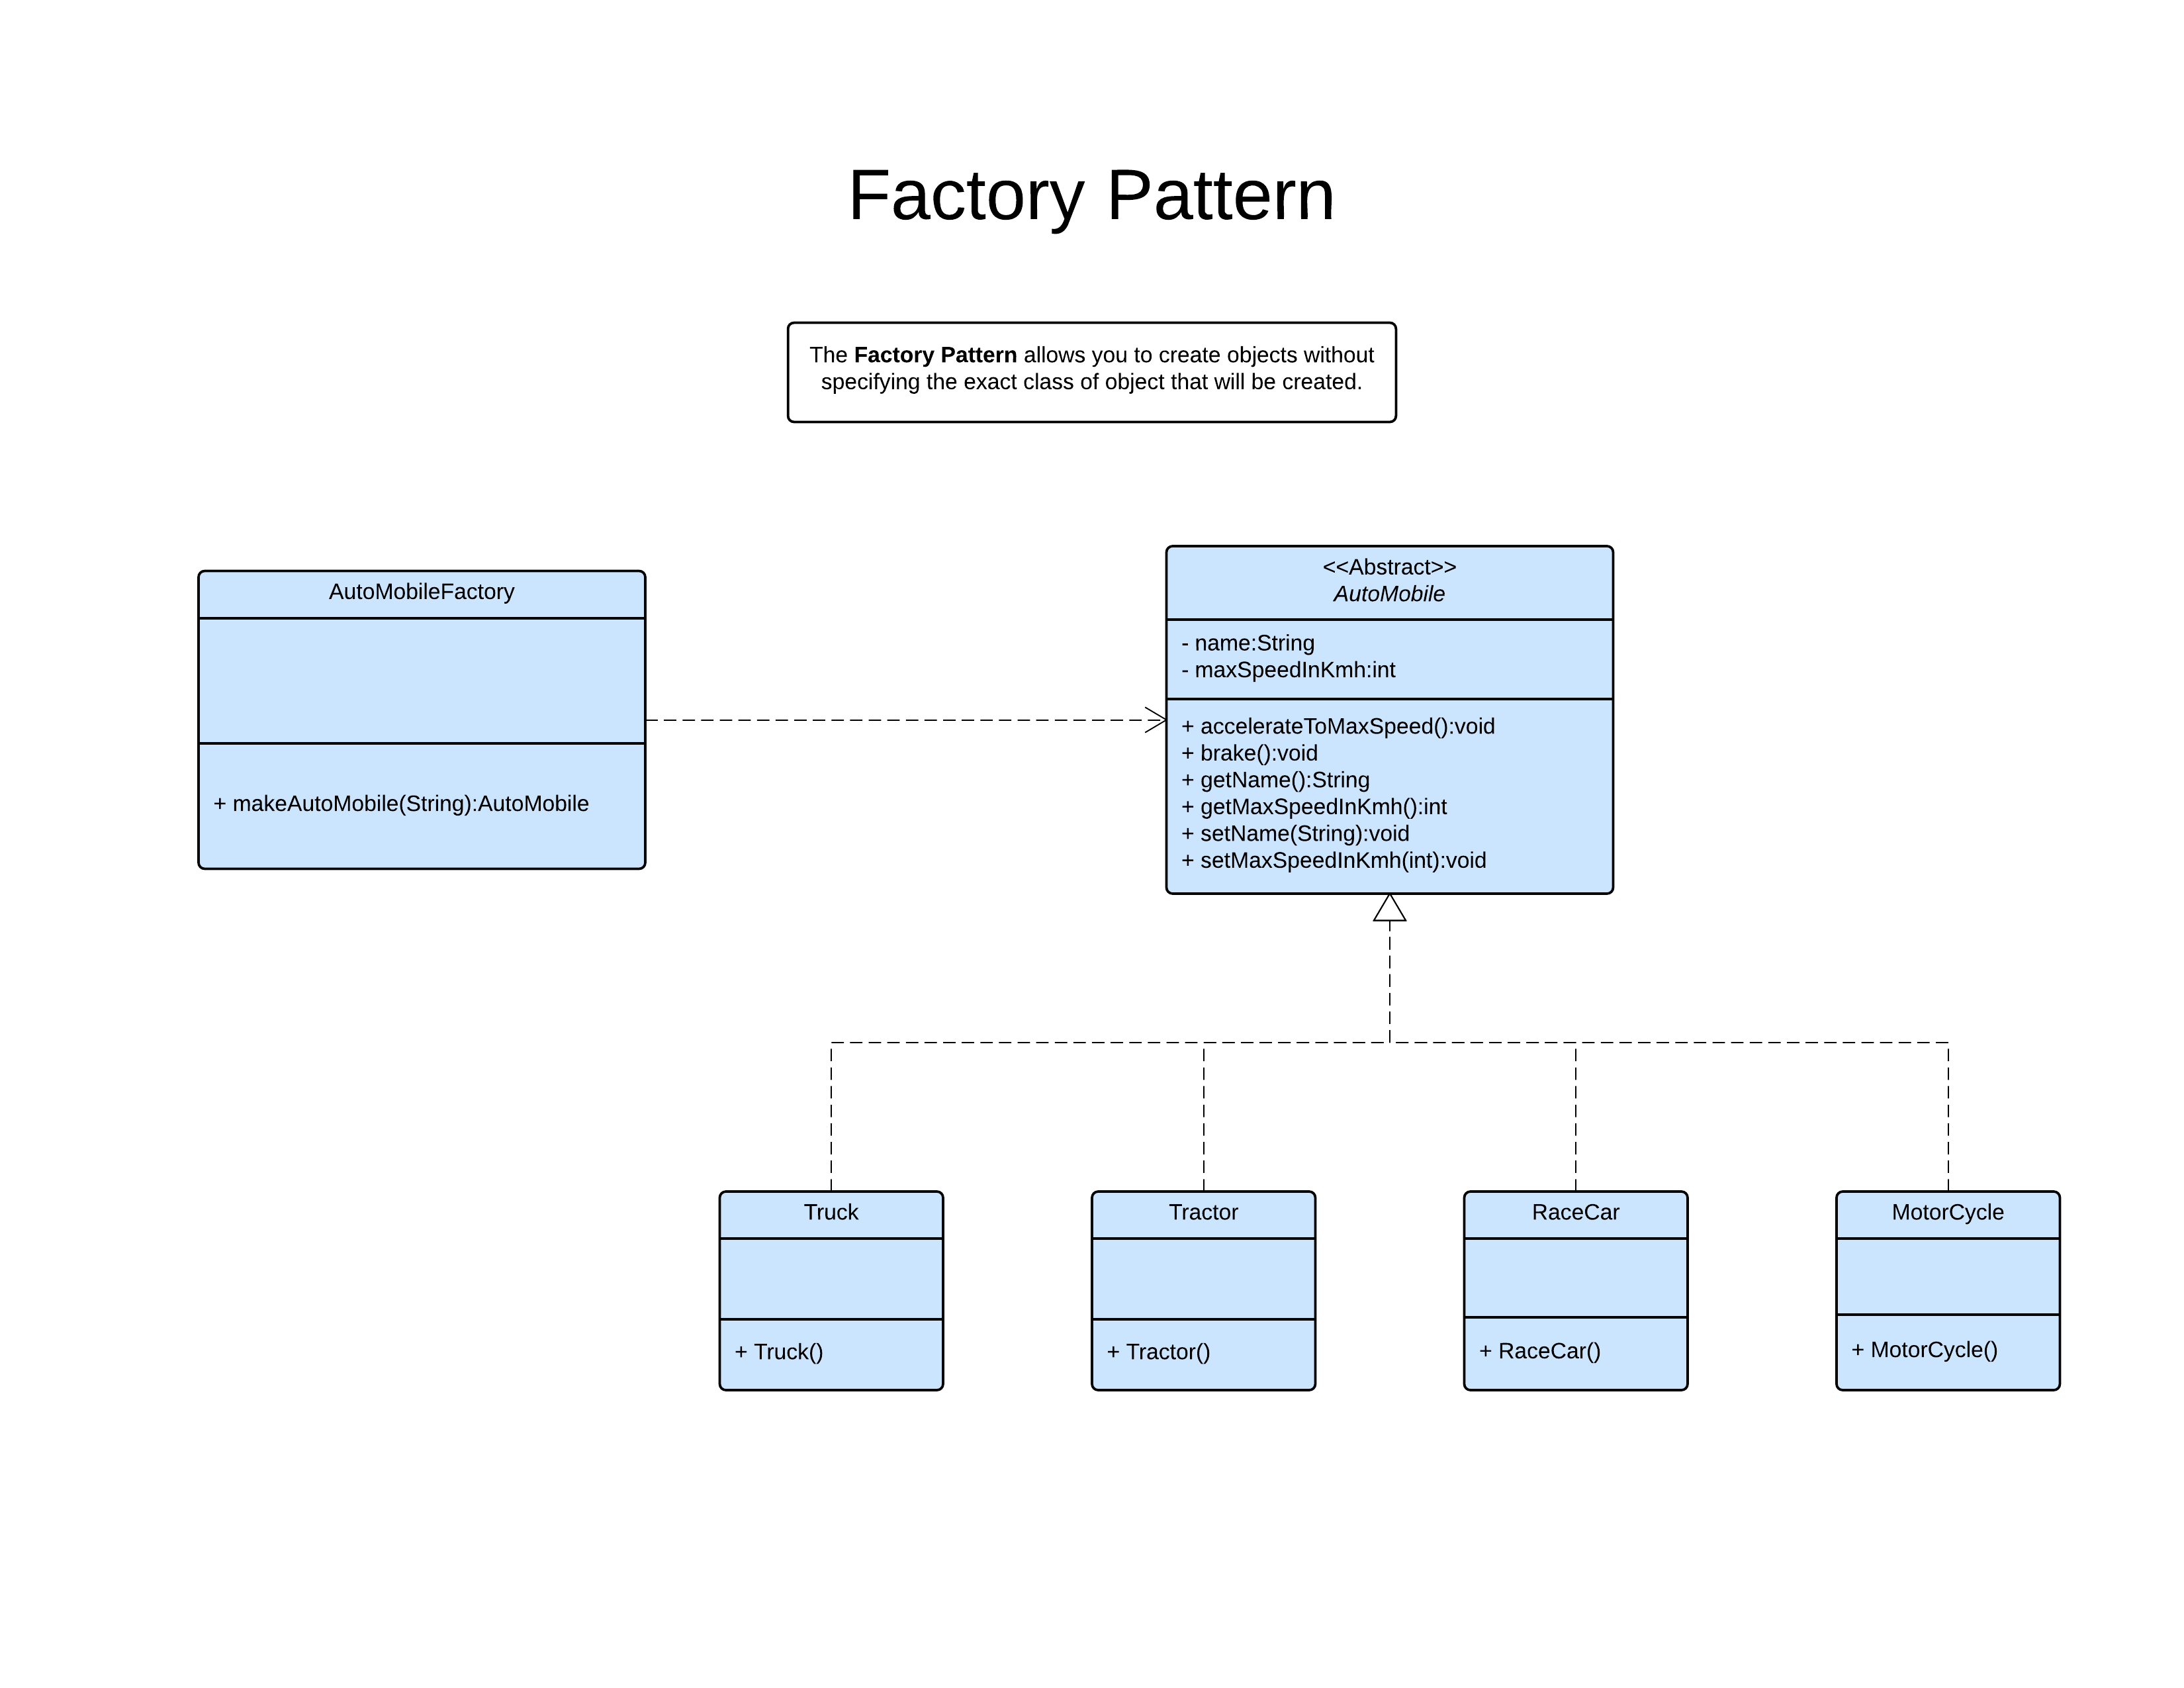 Factory Pattern
The Factory Pattern allows you to create objects without
specifying the exact class of object that will be created.
AutoMobileFactory
+ makeAutoMobile(String):AutoMobile
<<Abstract>>
AutoMobile
- name:String
- maxSpeedInKmh:int
+ accelerateToMaxSpeed():void
+ brake():void
+ getName():String
+ getMaxSpeedInKmh():int
+ setName(String):void
+ setMaxSpeedInKmh(int):void
Truck
+ Truck()
Tractor
+ Tractor()
RaceCar
+ RaceCar()
MotorCycle
+ MotorCycle()